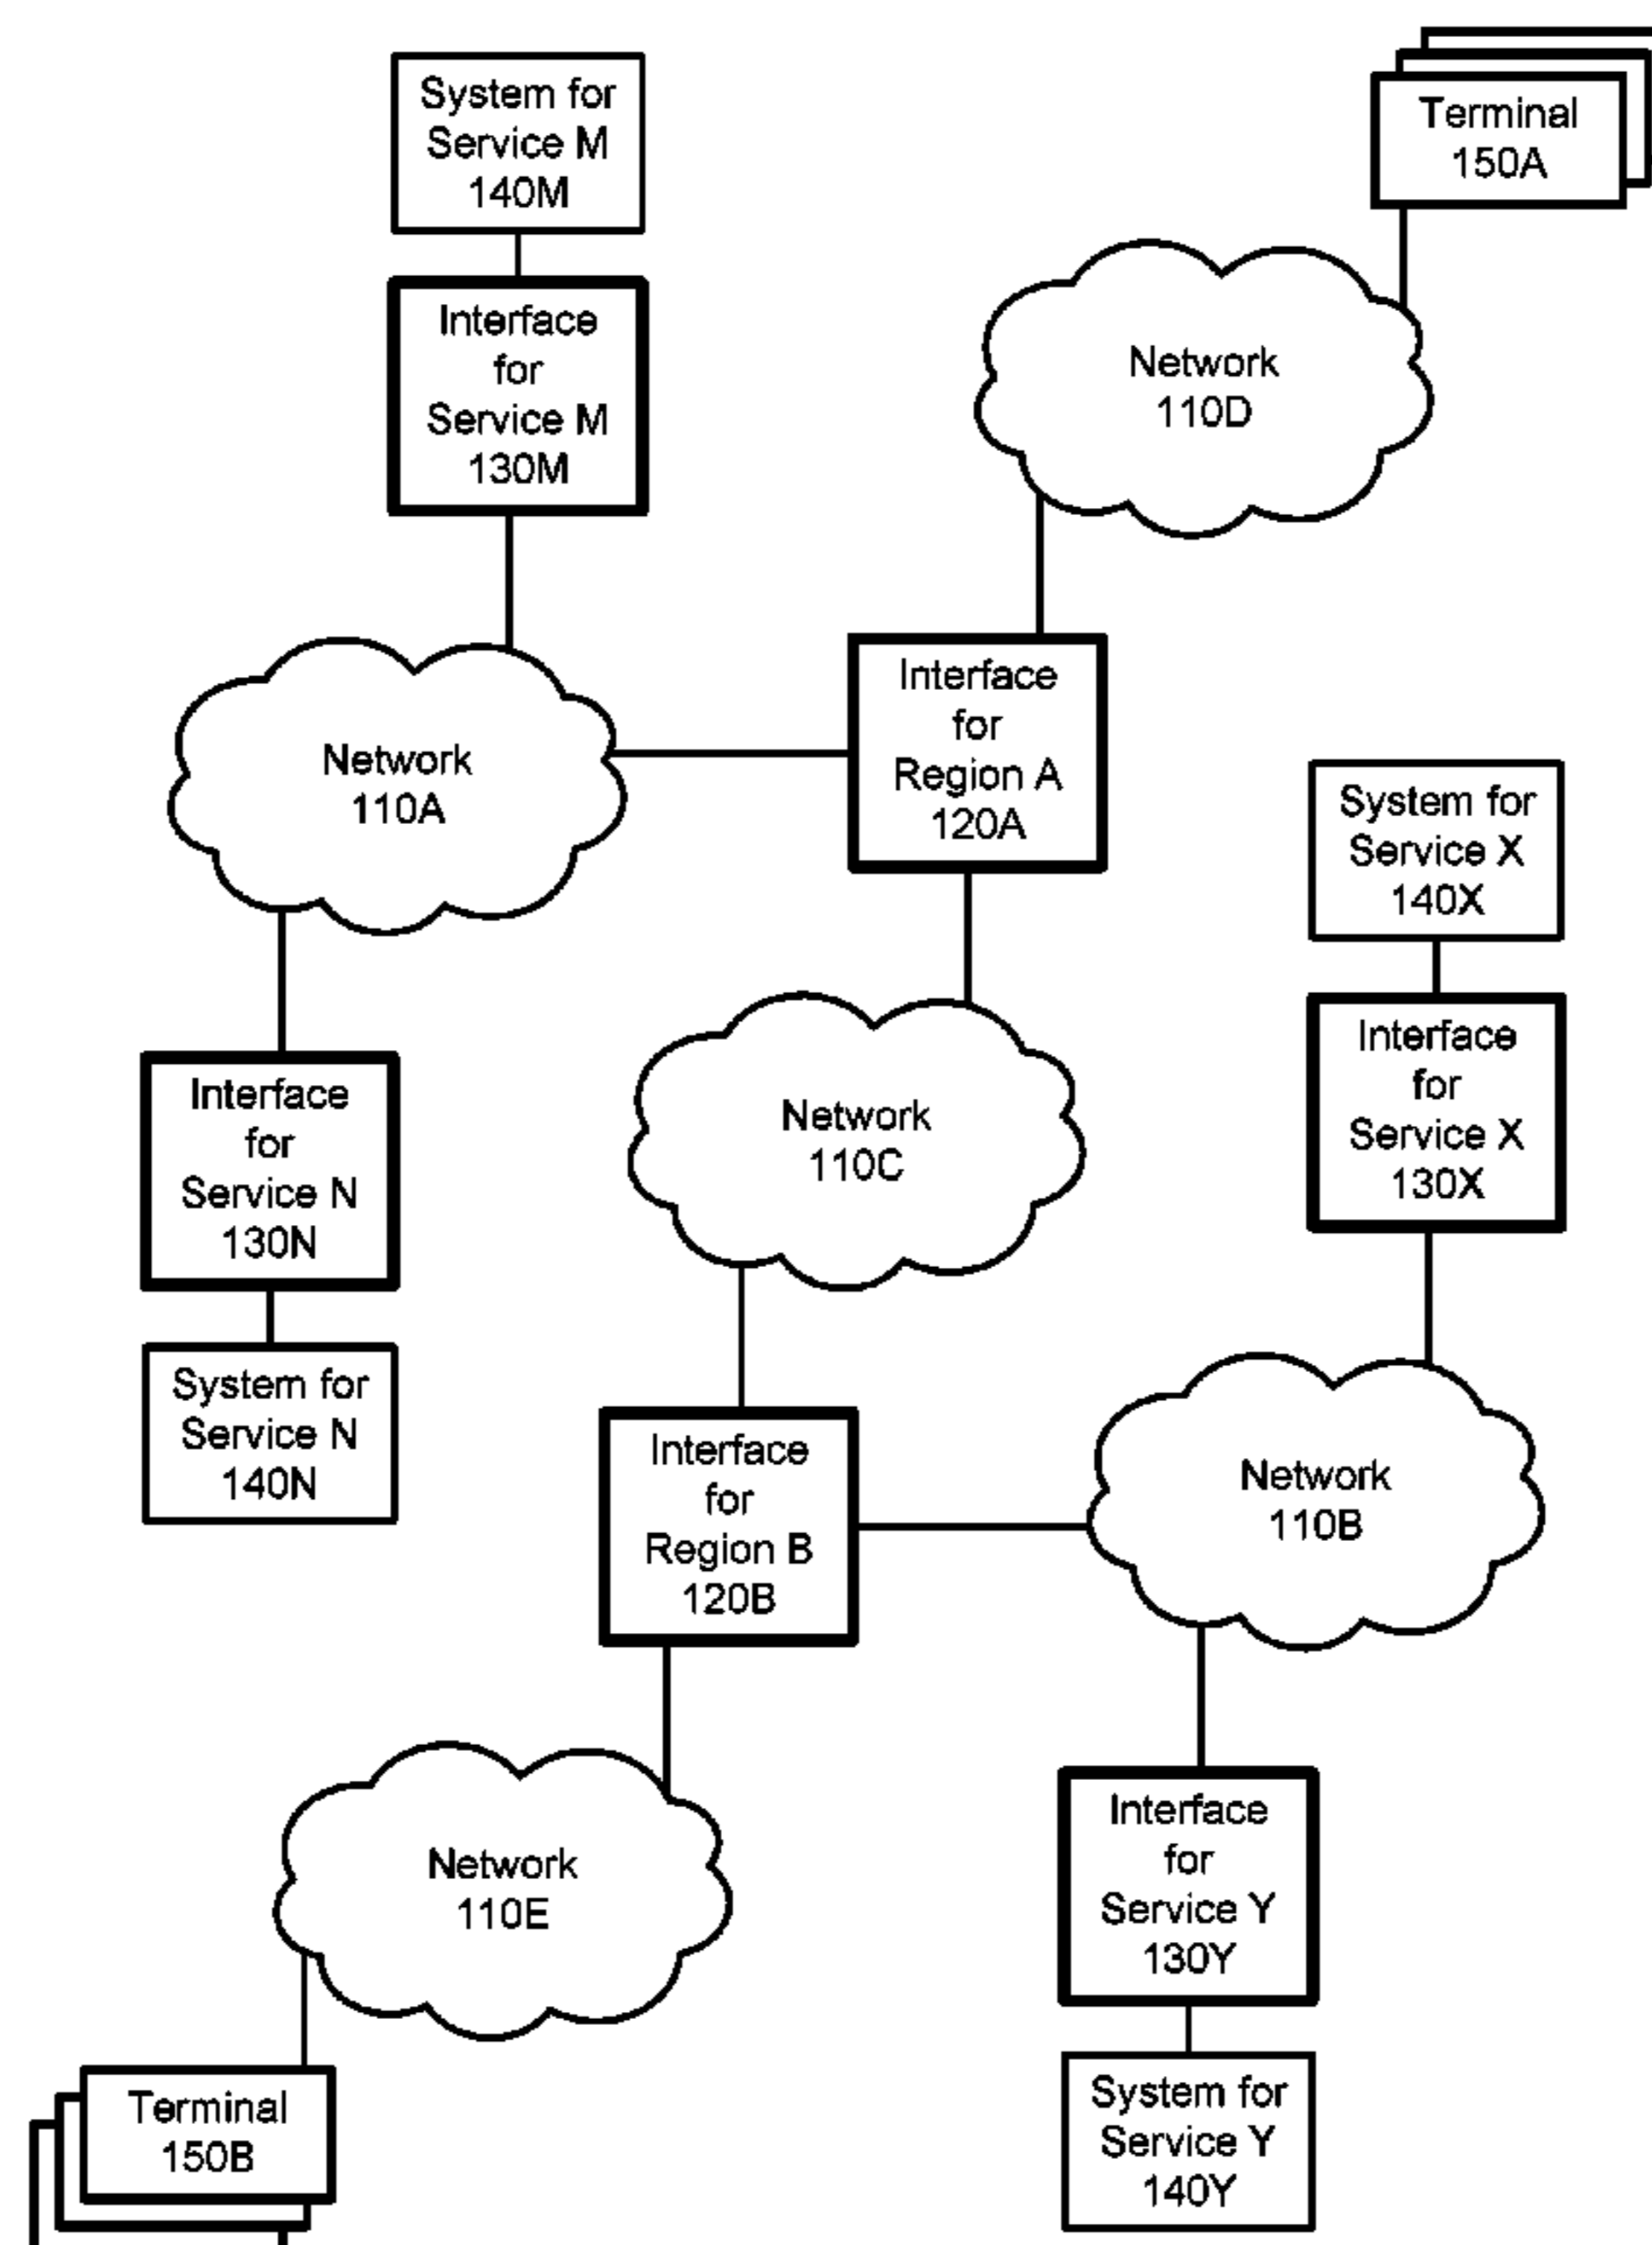 System for
Service M
140M
Terminal
150A
Interface
for
Service M
130M
Network
110D
Interface
for
Region A
120A
Network
110A
System for
Service X
140X
Interface
for
Service X
130X
Interface
for
Service N
130N
Network
110C
System for
Service N
140N
Interface
for
Region B
120B
Network
110B
Interface
for
Service Y
130Y
Network
110E
System for
Service Y
140Y
Terminal
150B